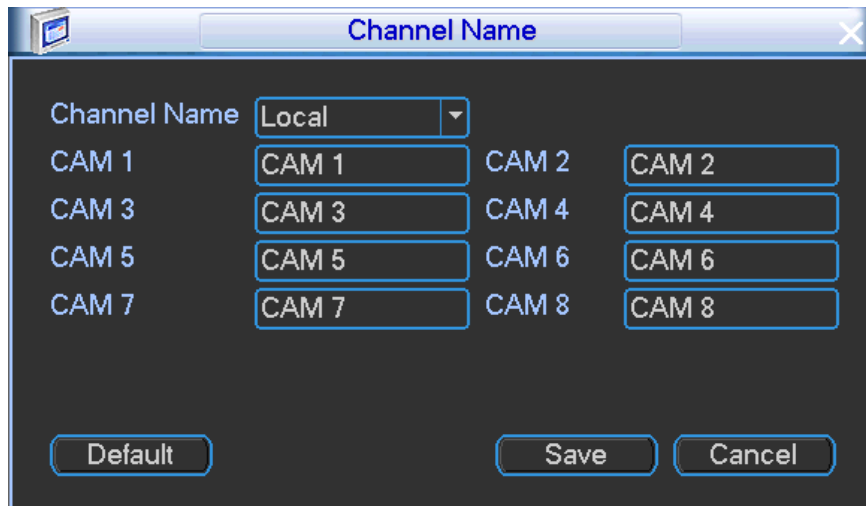 Channel Name
Channel Name Local
CAM 1 CAM 1 CAM 2 CAM 2
CAM 3 CAM 3 CAM 4 CAM 4
CAM 5 CAM 5 CAM 6 CAM 6
CAM 7 CAM 7 CAM 8 CAM 8
Default Save Cancel